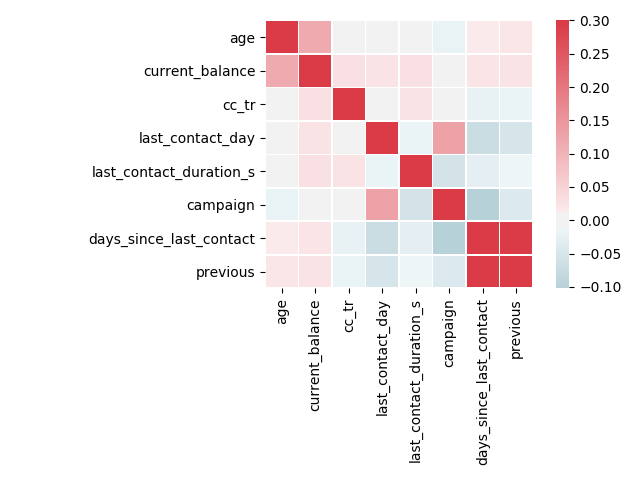 age
current_balance
cc_tr
last_contact_day
last_contact_duration_s
campaign
days_since_last_contact
previous
age
current_balance
cc_tr
last_contact_day
last_contact_duration_s
campaign
days_since_last_contact
previous
0.30
0.25
0.20
0.15
0.10
0.05
0.00
−0.05
−0.10